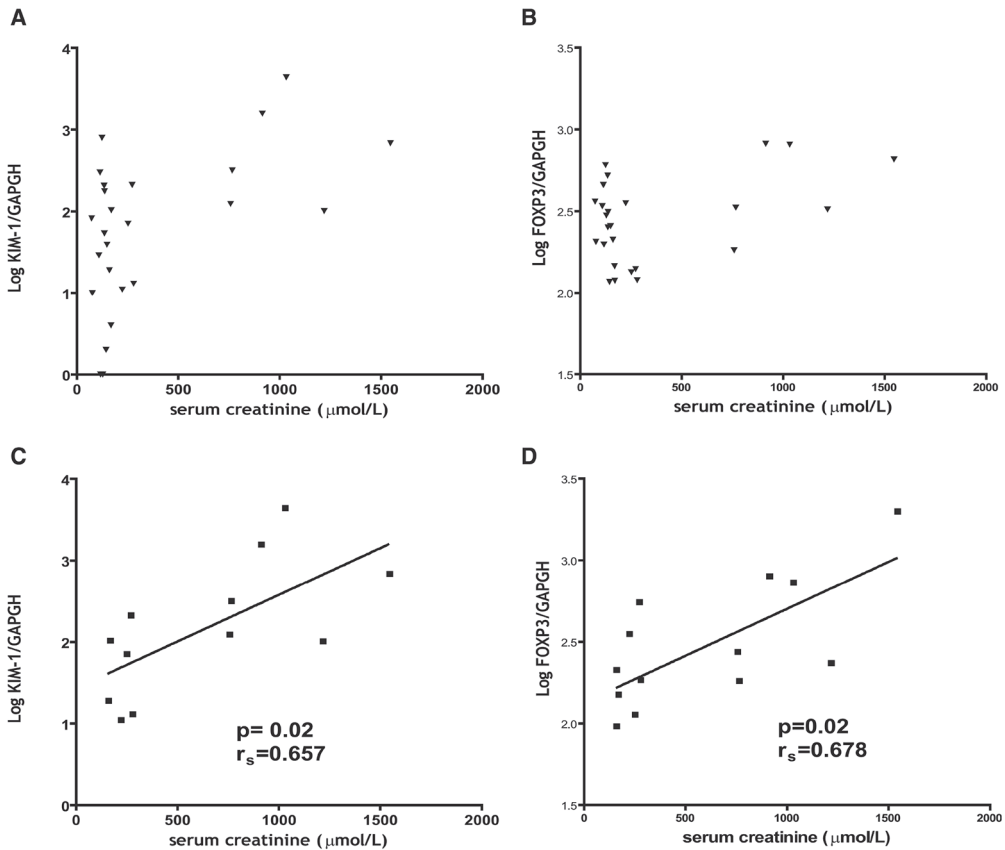 A
4
3
2
1
0
Log KIM-1/GAPGH
0 500 1000 1500 2000
serum creatinine (μmol/L)
B
3.5
3.0
2.5
2.0
1.5
Log FOXP3/GAPGH
0 500 1000 1500 2000
serum creatinine (μmol/L)
C
4
3
2
1
0
Log KIM-1/GAPGH
p= 0.02
rs=0.657
0 500 1000 1500 2000
serum creatinine (μmol/L)
D
3.5
3.0
2.5
2.0
1.5
Log FOXP3/GAPGH
p=0.02
rs=0.678
0 500 1000 1500 2000
serum creatinine (μmol/L)